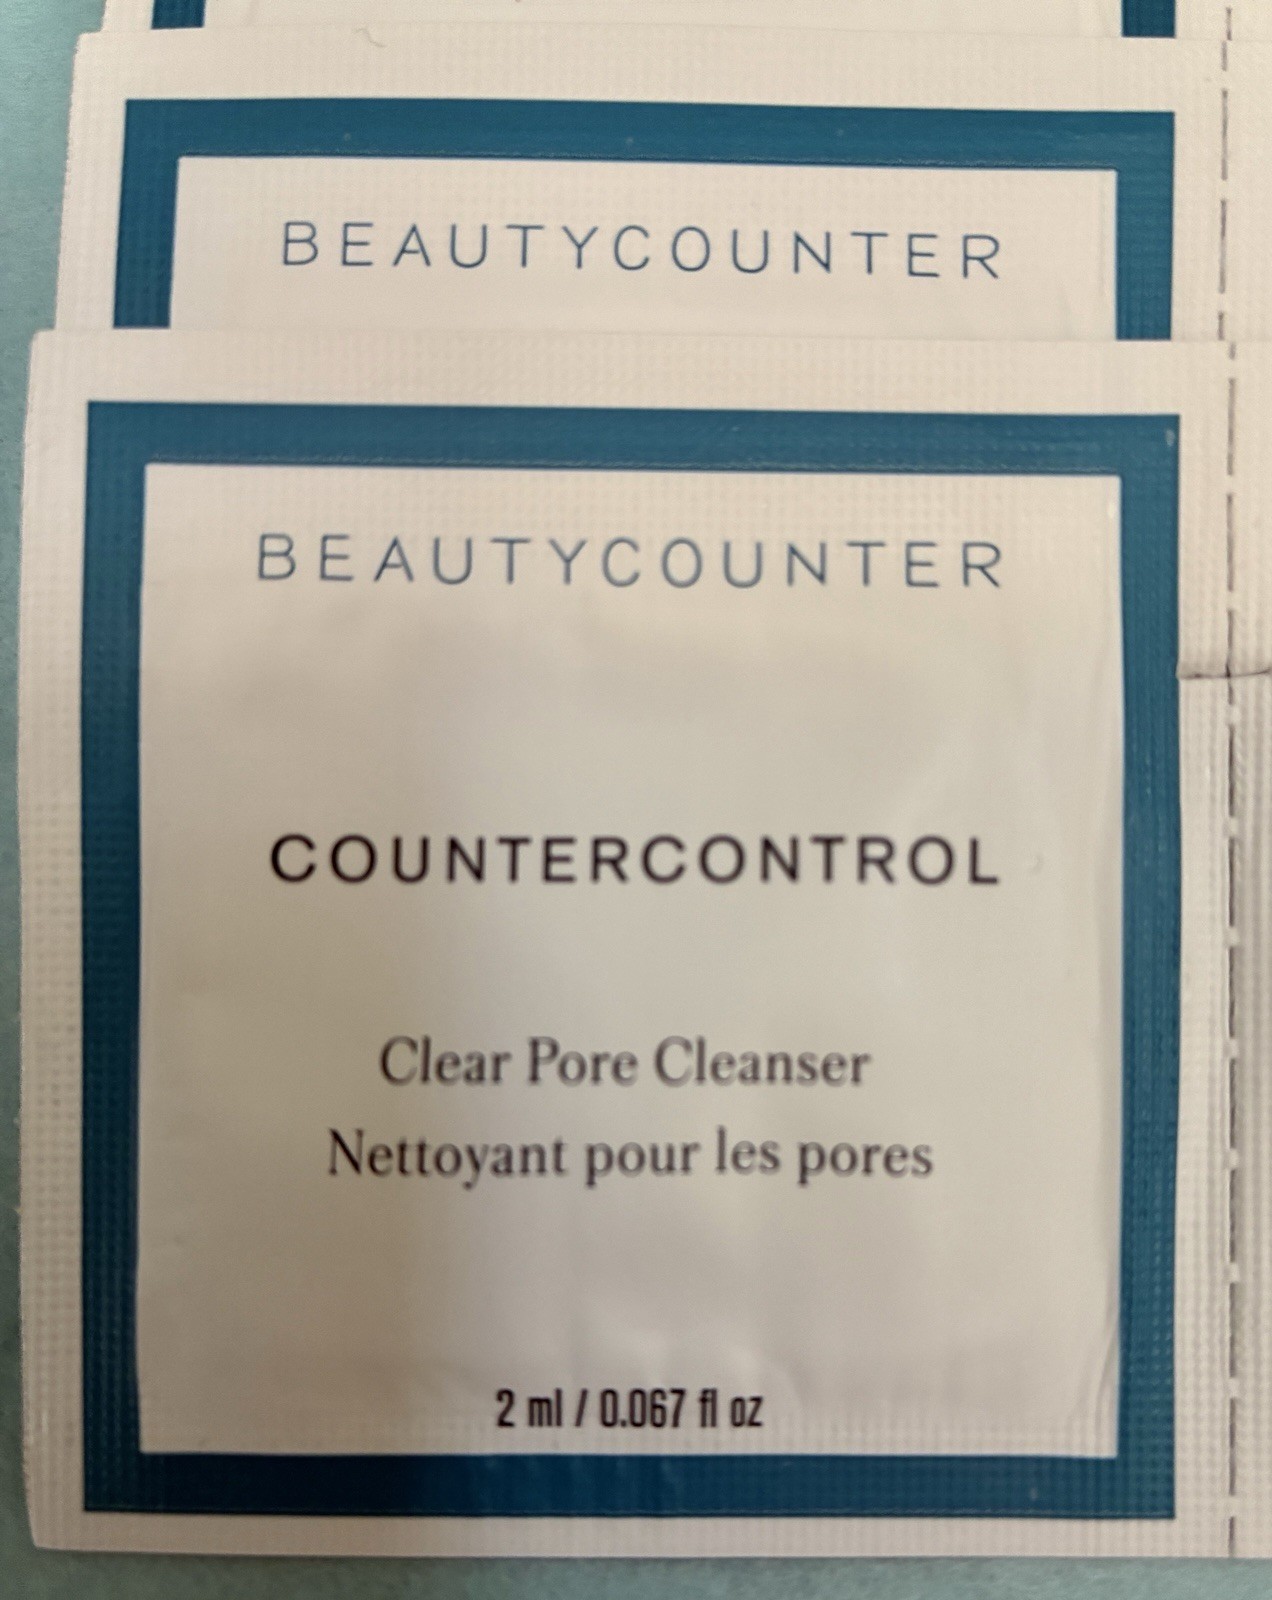 BEAUTYCOUNTER
BEAUTYCOUNTER
COUNTERCONTROL
Clear Pore Cleanser
Nettoyant pour les pores
2 ml / 0.067 fl oz